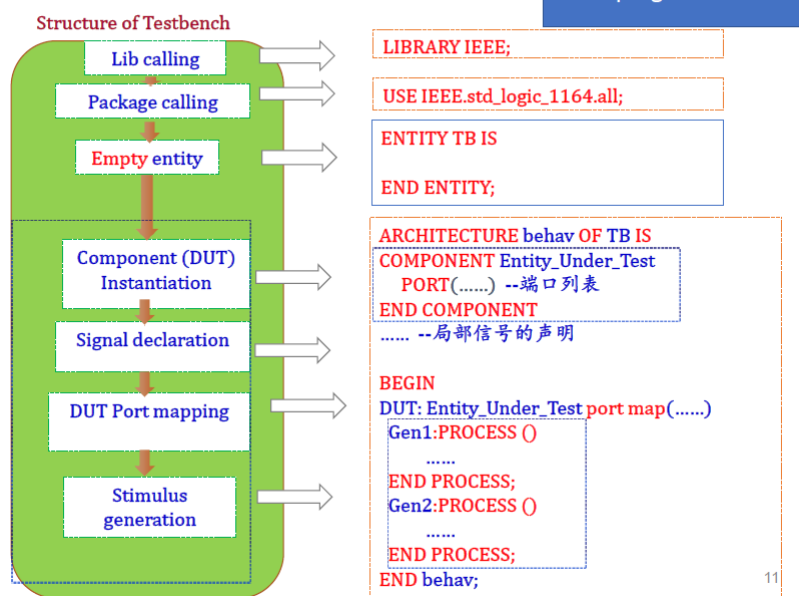 Structure of Testbench
Lib calling
Package calling
Empty entity
Component (DUT)
Instantiation
Signal declaration
DUT Port mapping
Stimulus
generation
LIBRARY IEEE;
USE IEEE.std_logic_1164.all;
ENTITY TB IS
END ENTITY;
ARCHITECTURE behav OF TB IS
COMPONENT Entity_Under_Test
PORT(......) --端口列表
END COMPONENT
...... --局部信号的声明
BEGIN
DUT: Entity_Under_Test port map(......)
Gen1:PROCESS ()
......
END PROCESS;
Gen2:PROCESS ()
......
END PROCESS;
END behav;
11